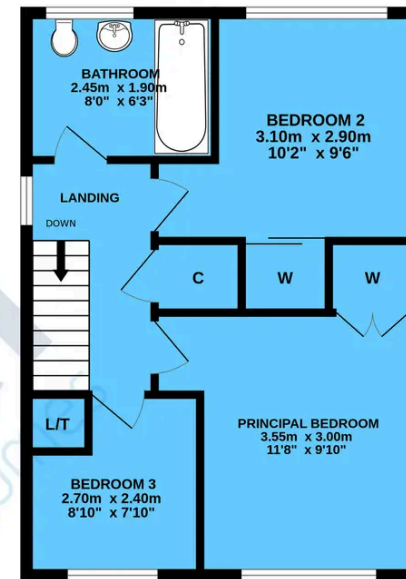 BATHROOM
2.45m x 1.90m
8'0" x 6'3"
BEDROOM 2
3.10m x 2.90m
10'2" x 9'6"
LANDING
DOWN
C
W
W
L/T
PRINCIPAL BEDROOM
3.55m x 3.00m
11'8" x 9'10"
BEDROOM 3
2.70m x 2.40m
8'10" x 7'10"